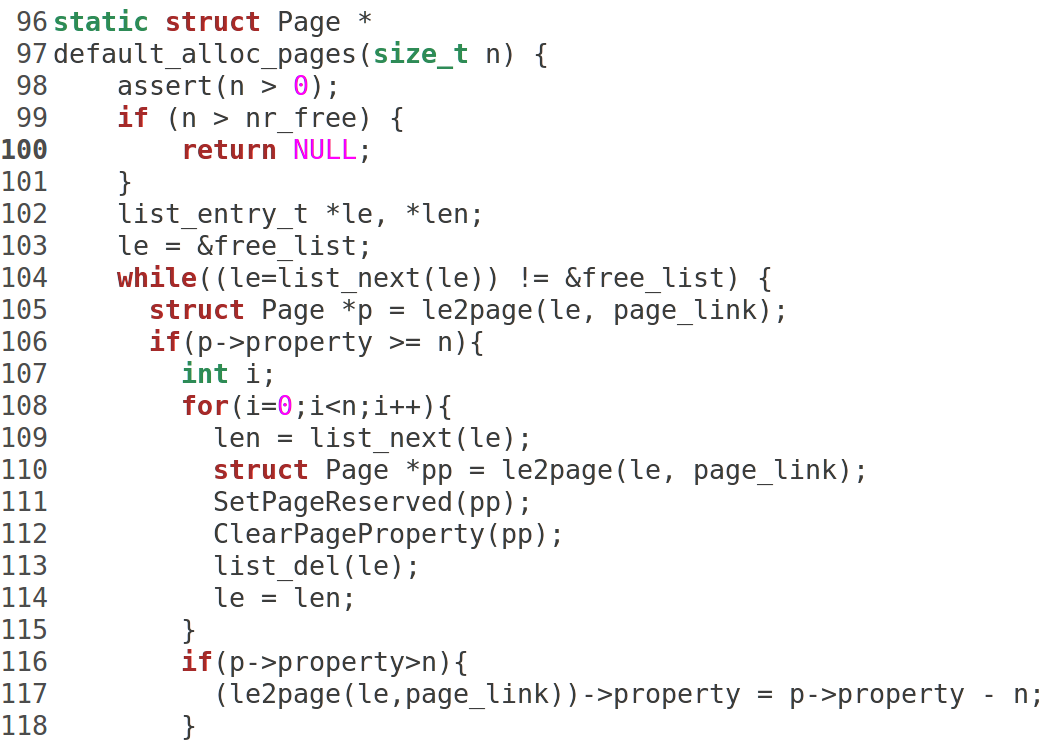 96 static struct Page *
97 default_alloc_pages(size_t n) {
98     assert(n > 0);
99     if (n > nr_free) {
100         return NULL;
101     }
102     list_entry_t *le, *len;
103     le = &free_list;
104     while((le=list_next(le)) != &free_list) {
105       struct Page *p = le2page(le, page_link);
106       if(p->property >= n){
107         int i;
108         for(i=0;i<n;i++){
109           len = list_next(le);
110           struct Page *pp = le2page(le, page_link);
111           SetPageReserved(pp);
112           ClearPageProperty(pp);
113           list_del(le);
114           le = len;
115         }
116         if(p->property>n){
117           (le2page(le,page_link))->property = p->property - n;
118         }